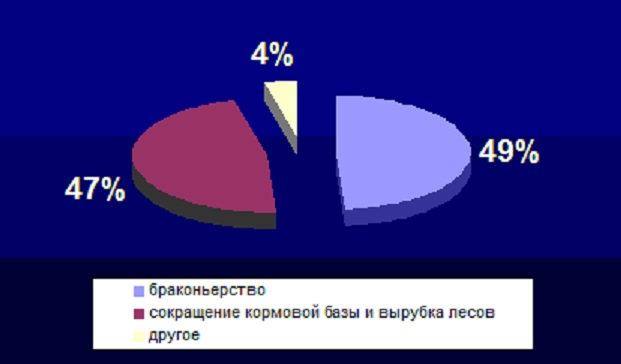 4%
49%
47%
браконьерство
сокращение кормовой базы и вырубка лесов
другое